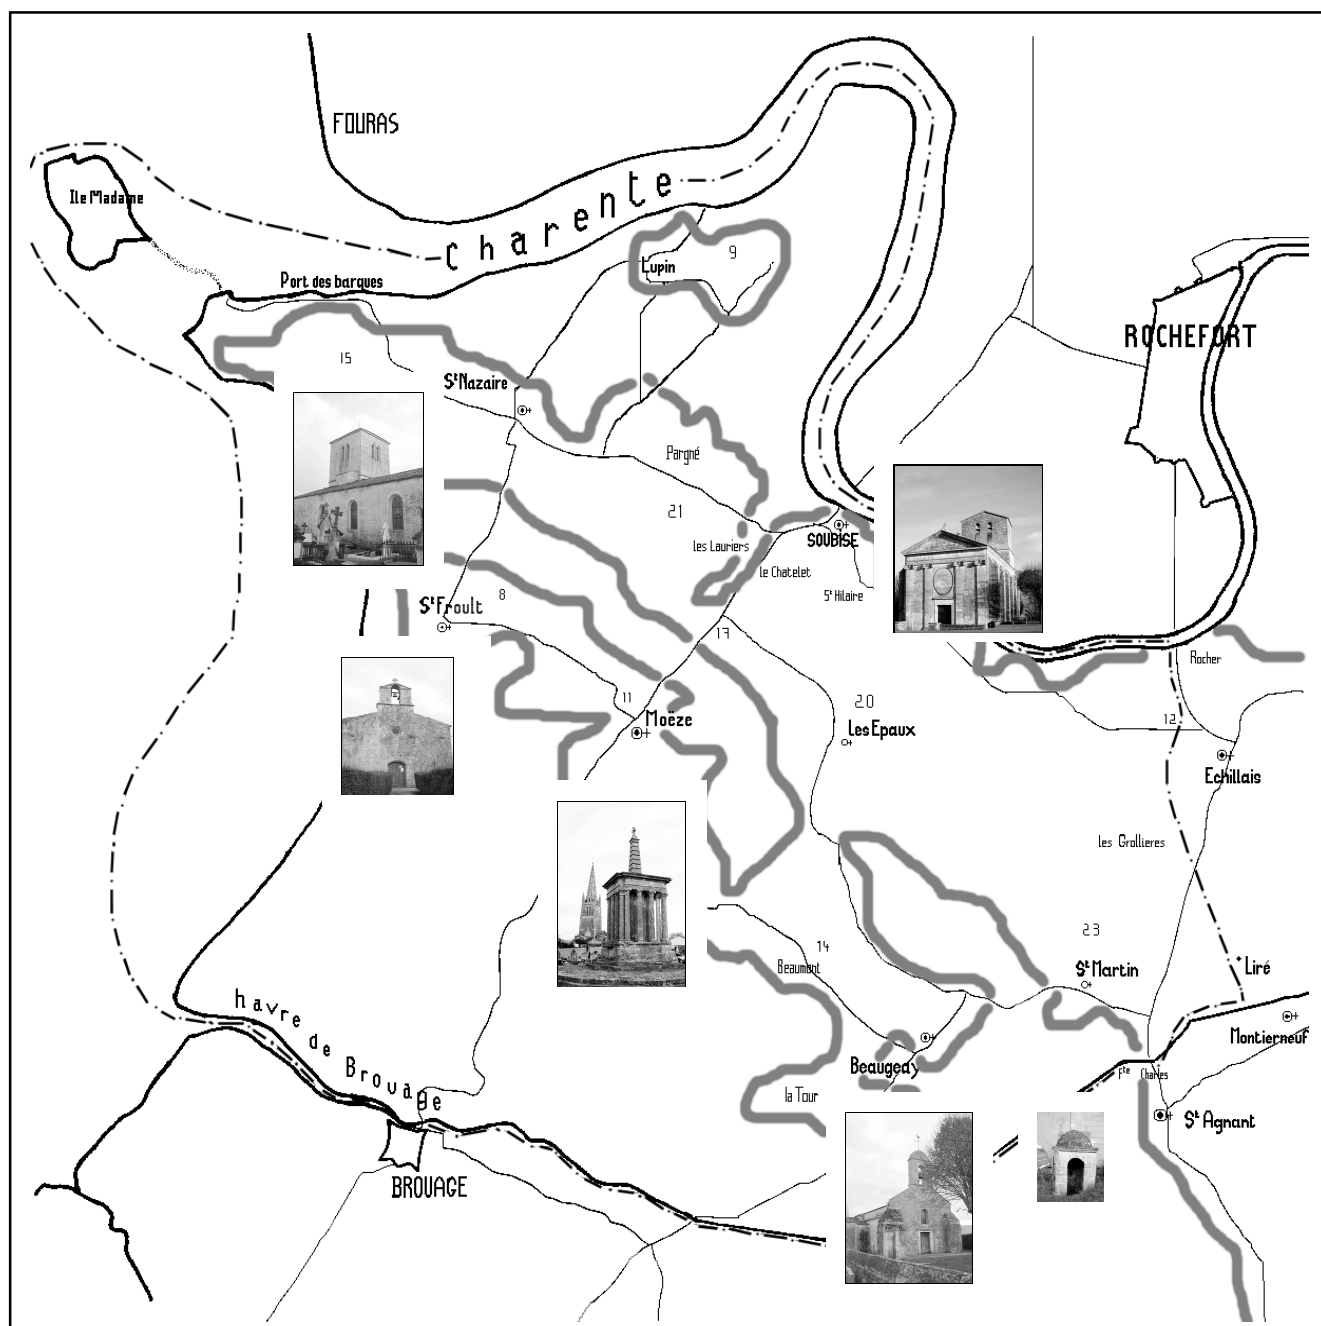 FOURAS
Ile Madame
Charente
Lupin
9
Port des barques
ROCHEFORT
15
St Nazaire
Pargné
21
les Lauriers
SOUBISE
le Chatelet
St Hilaire
St Froult
8
17
Rocher
11
Moëze
20
les Epaux
12
Echillais
les Grollieres
23
14
Beaumont
St Martin
Liré
havre de Brouage
Montierneuf
Beaugeay
Fte Charles
la Tour
St Agnant
BROUAGE